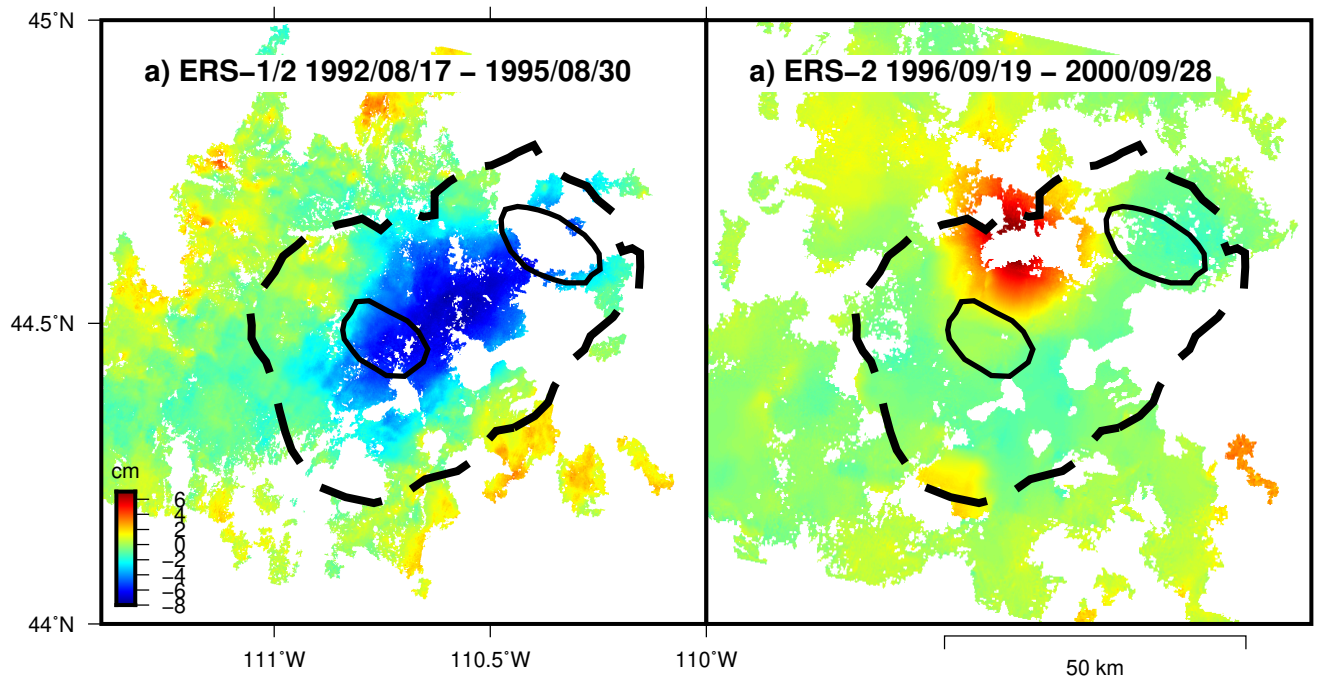 45˚N
a) ERS−1/2 1992/08/17 − 1995/08/30
a) ERS−2 1996/09/19 − 2000/09/28
44.5˚N
cm
6
4
2
0
−2
−4
−6
−8
44˚N
111˚W
110.5˚W
110˚W
50 km